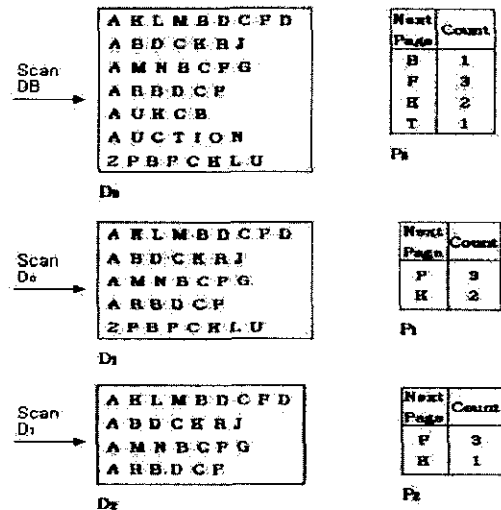 Scan
DB
A H L M B D C F D
A B D C H R J
A M N B C F G
A R B D C F
A U H C B
A U C T I O N
Z P B P C H L U
D0
Next Page Count
B 1
F 3
H 2
T 1
P0
Scan
D0
A H L M B D C F D
A B D C H R J
A M N B C F G
A R B D C F
Z P B P C H L U
D1
Next Page Count
F 3
H 2
P1
Scan
D1
A H L M B D C F D
A B D C H R J
A M N B C F G
A R B D C F
D2
Next Page Count
F 3
H 1
P2